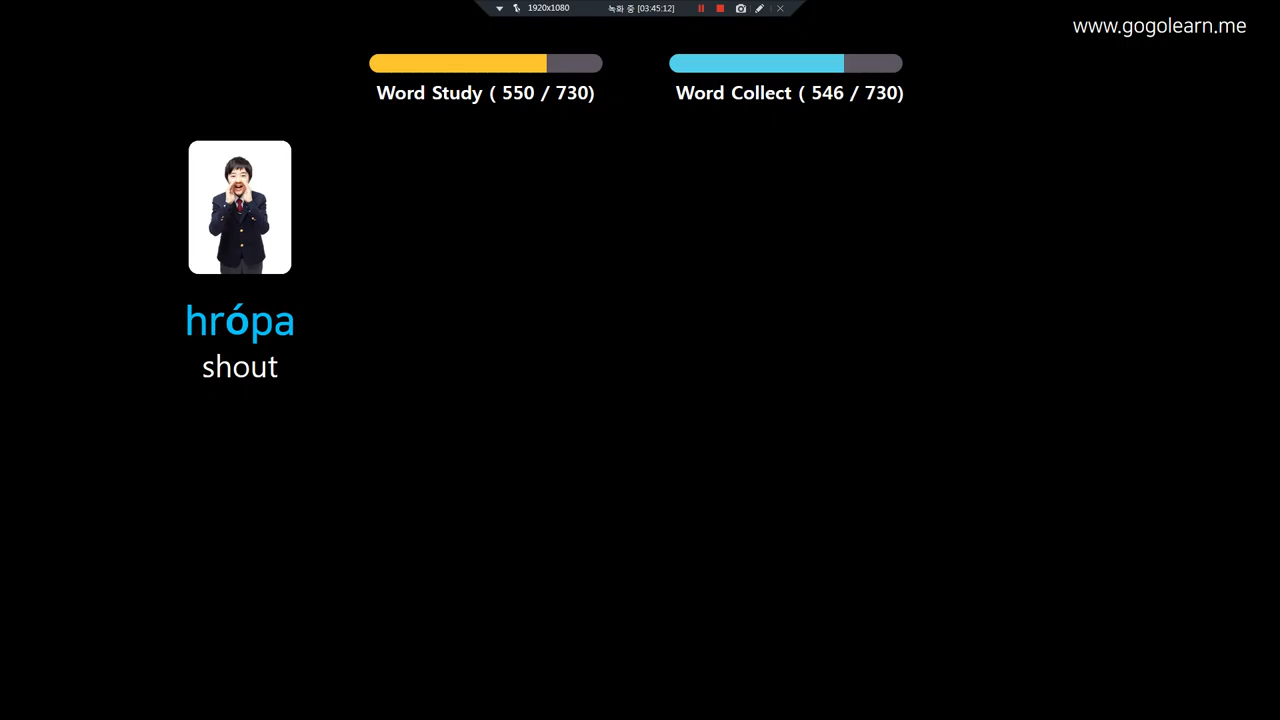 1920x1080 녹화 중 [03:45:12]
www.gogolearn.me
Word Study ( 550 / 730) Word Collect ( 546 / 730)
hrópa
shout